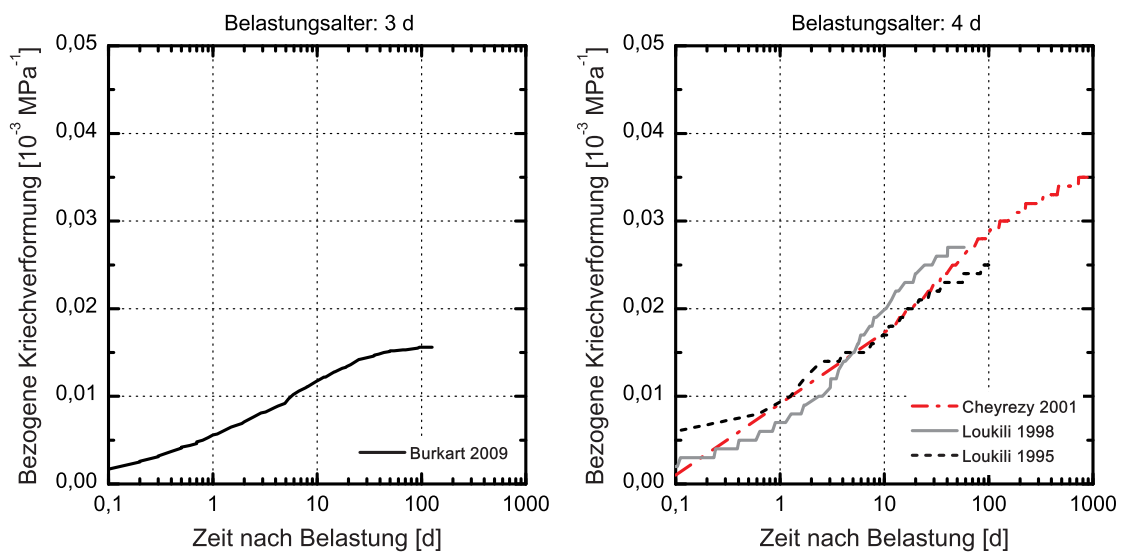 Belastungsalter: 3 d
Bezogene Kriechverformung [10⁻³ MPa⁻¹]
0,05
0,04
0,03
0,02
0,01
0,00
0,1
1
10
100
1000
Zeit nach Belastung [d]
Burkart 2009
Belastungsalter: 4 d
Bezogene Kriechverformung [10⁻³ MPa⁻¹]
0,05
0,04
0,03
0,02
0,01
0,00
0,1
1
10
100
1000
Zeit nach Belastung [d]
Cheyrezy 2001
Loukili 1998
Loukili 1995